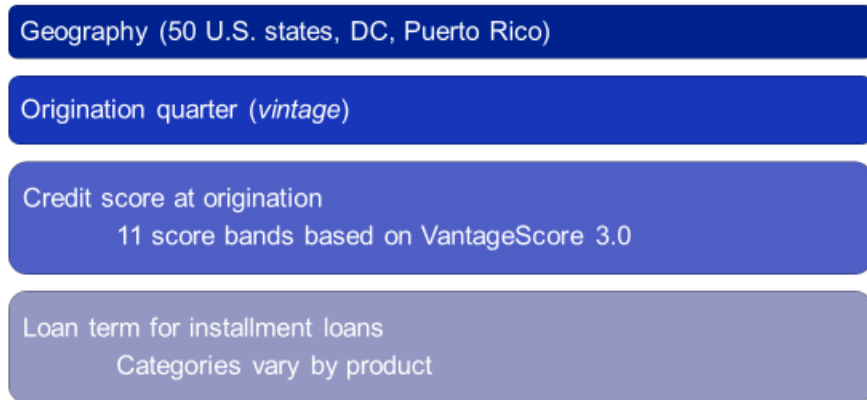 Geography (50 U.S. states, DC, Puerto Rico)
Origination quarter (vintage)
Credit score at origination
11 score bands based on VantageScore 3.0
Loan term for installment loans
Categories vary by product